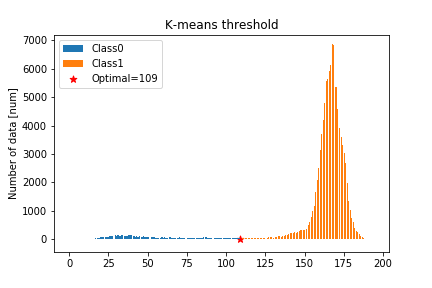 K-means threshold
Class0
Class1
Optimal=109
Number of data [num]
7000
6000
5000
4000
3000
2000
1000
0
0 25 50 75 100 125 150 175 200